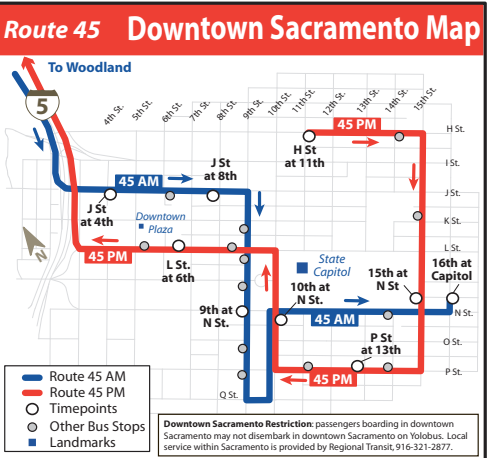 Route 45 Downtown Sacramento Map
To Woodland
5
4th St.
5th St.
6th St.
7th St.
8th St.
9th St.
10th St.
11th St.
12th St.
13th St.
14th St.
15th St.
45 PM
H St.
H St
at 11th
I St.
J St
at 8th
45 AM
J St.
J St
at 4th
Downtown
Plaza
K St.
N
45 PM
L St.
L St.
at 6th
State
Capitol
15th at
N St
16th at
Capitol
10th at
N St.
9th at
N St.
45 AM
N St.
P St
at 13th
O St.
45 PM
P St.
Q St.
Route 45 AM
Route 45 PM
Timepoints
Other Bus Stops
Landmarks
Downtown Sacramento Restriction: passengers boarding in downtown
Sacramento may not disembark in downtown Sacramento on Yolobus. Local
service within Sacramento is provided by Regional Transit, 916-321-2877.